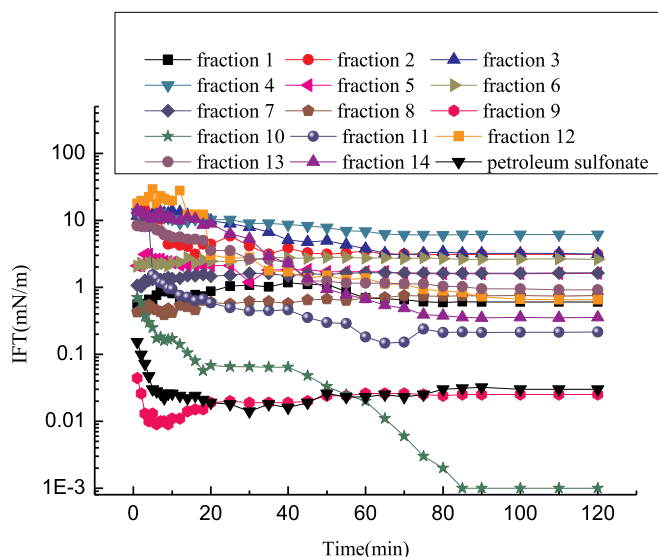 fraction 1 fraction 2 fraction 3
fraction 4 fraction 5 fraction 6
fraction 7 fraction 8 fraction 9
fraction 10 fraction 11 fraction 12
fraction 13 fraction 14 petroleum sulfonate
100
10
1
0.1
0.01
1E-3
IFT(mN/m)
0 20 40 60 80 100 120
Time(min)